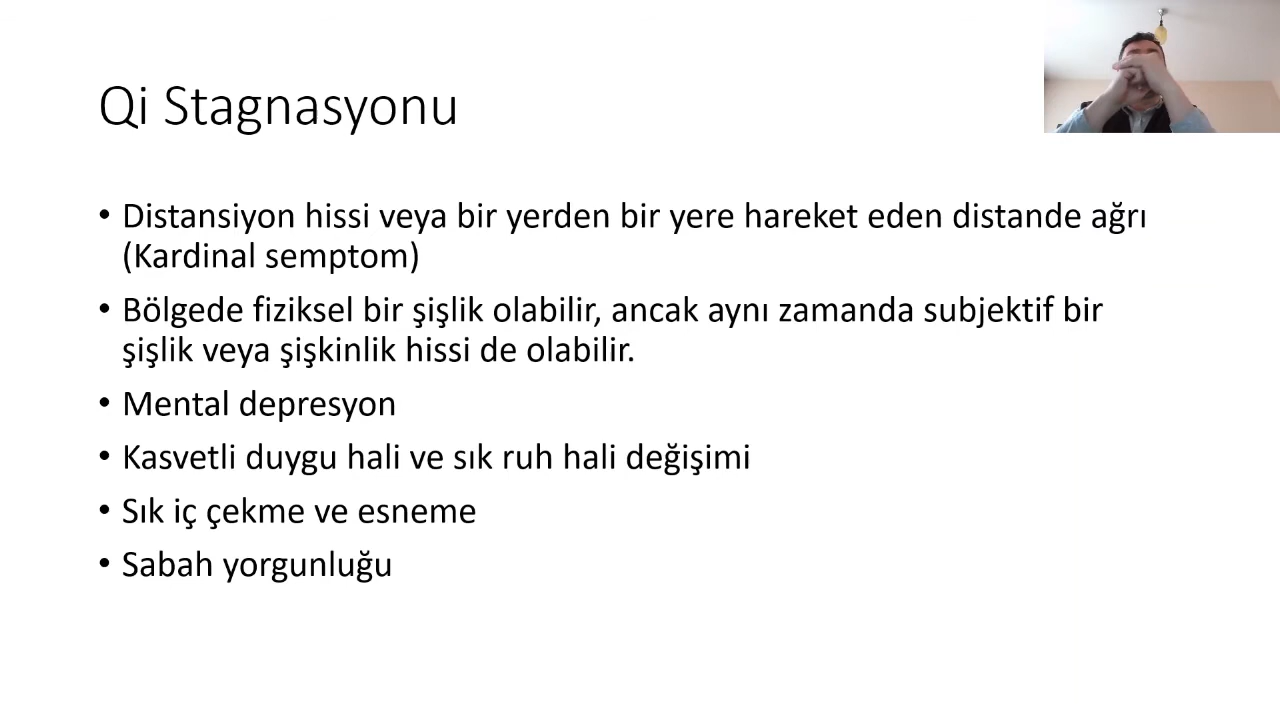 Qi Stagnasyonu
• Distansiyon hissi veya bir yerden bir yere hareket eden distande ağrı
(Kardinal semptom)
• Bölgede fiziksel bir şişlik olabilir, ancak aynı zamanda subjektif bir
şişlik veya şişkinlik hissi de olabilir.
• Mental depresyon
• Kasvetli duygu hali ve sık ruh hali değişimi
• Sık iç çekme ve esneme
• Sabah yorgunluğu